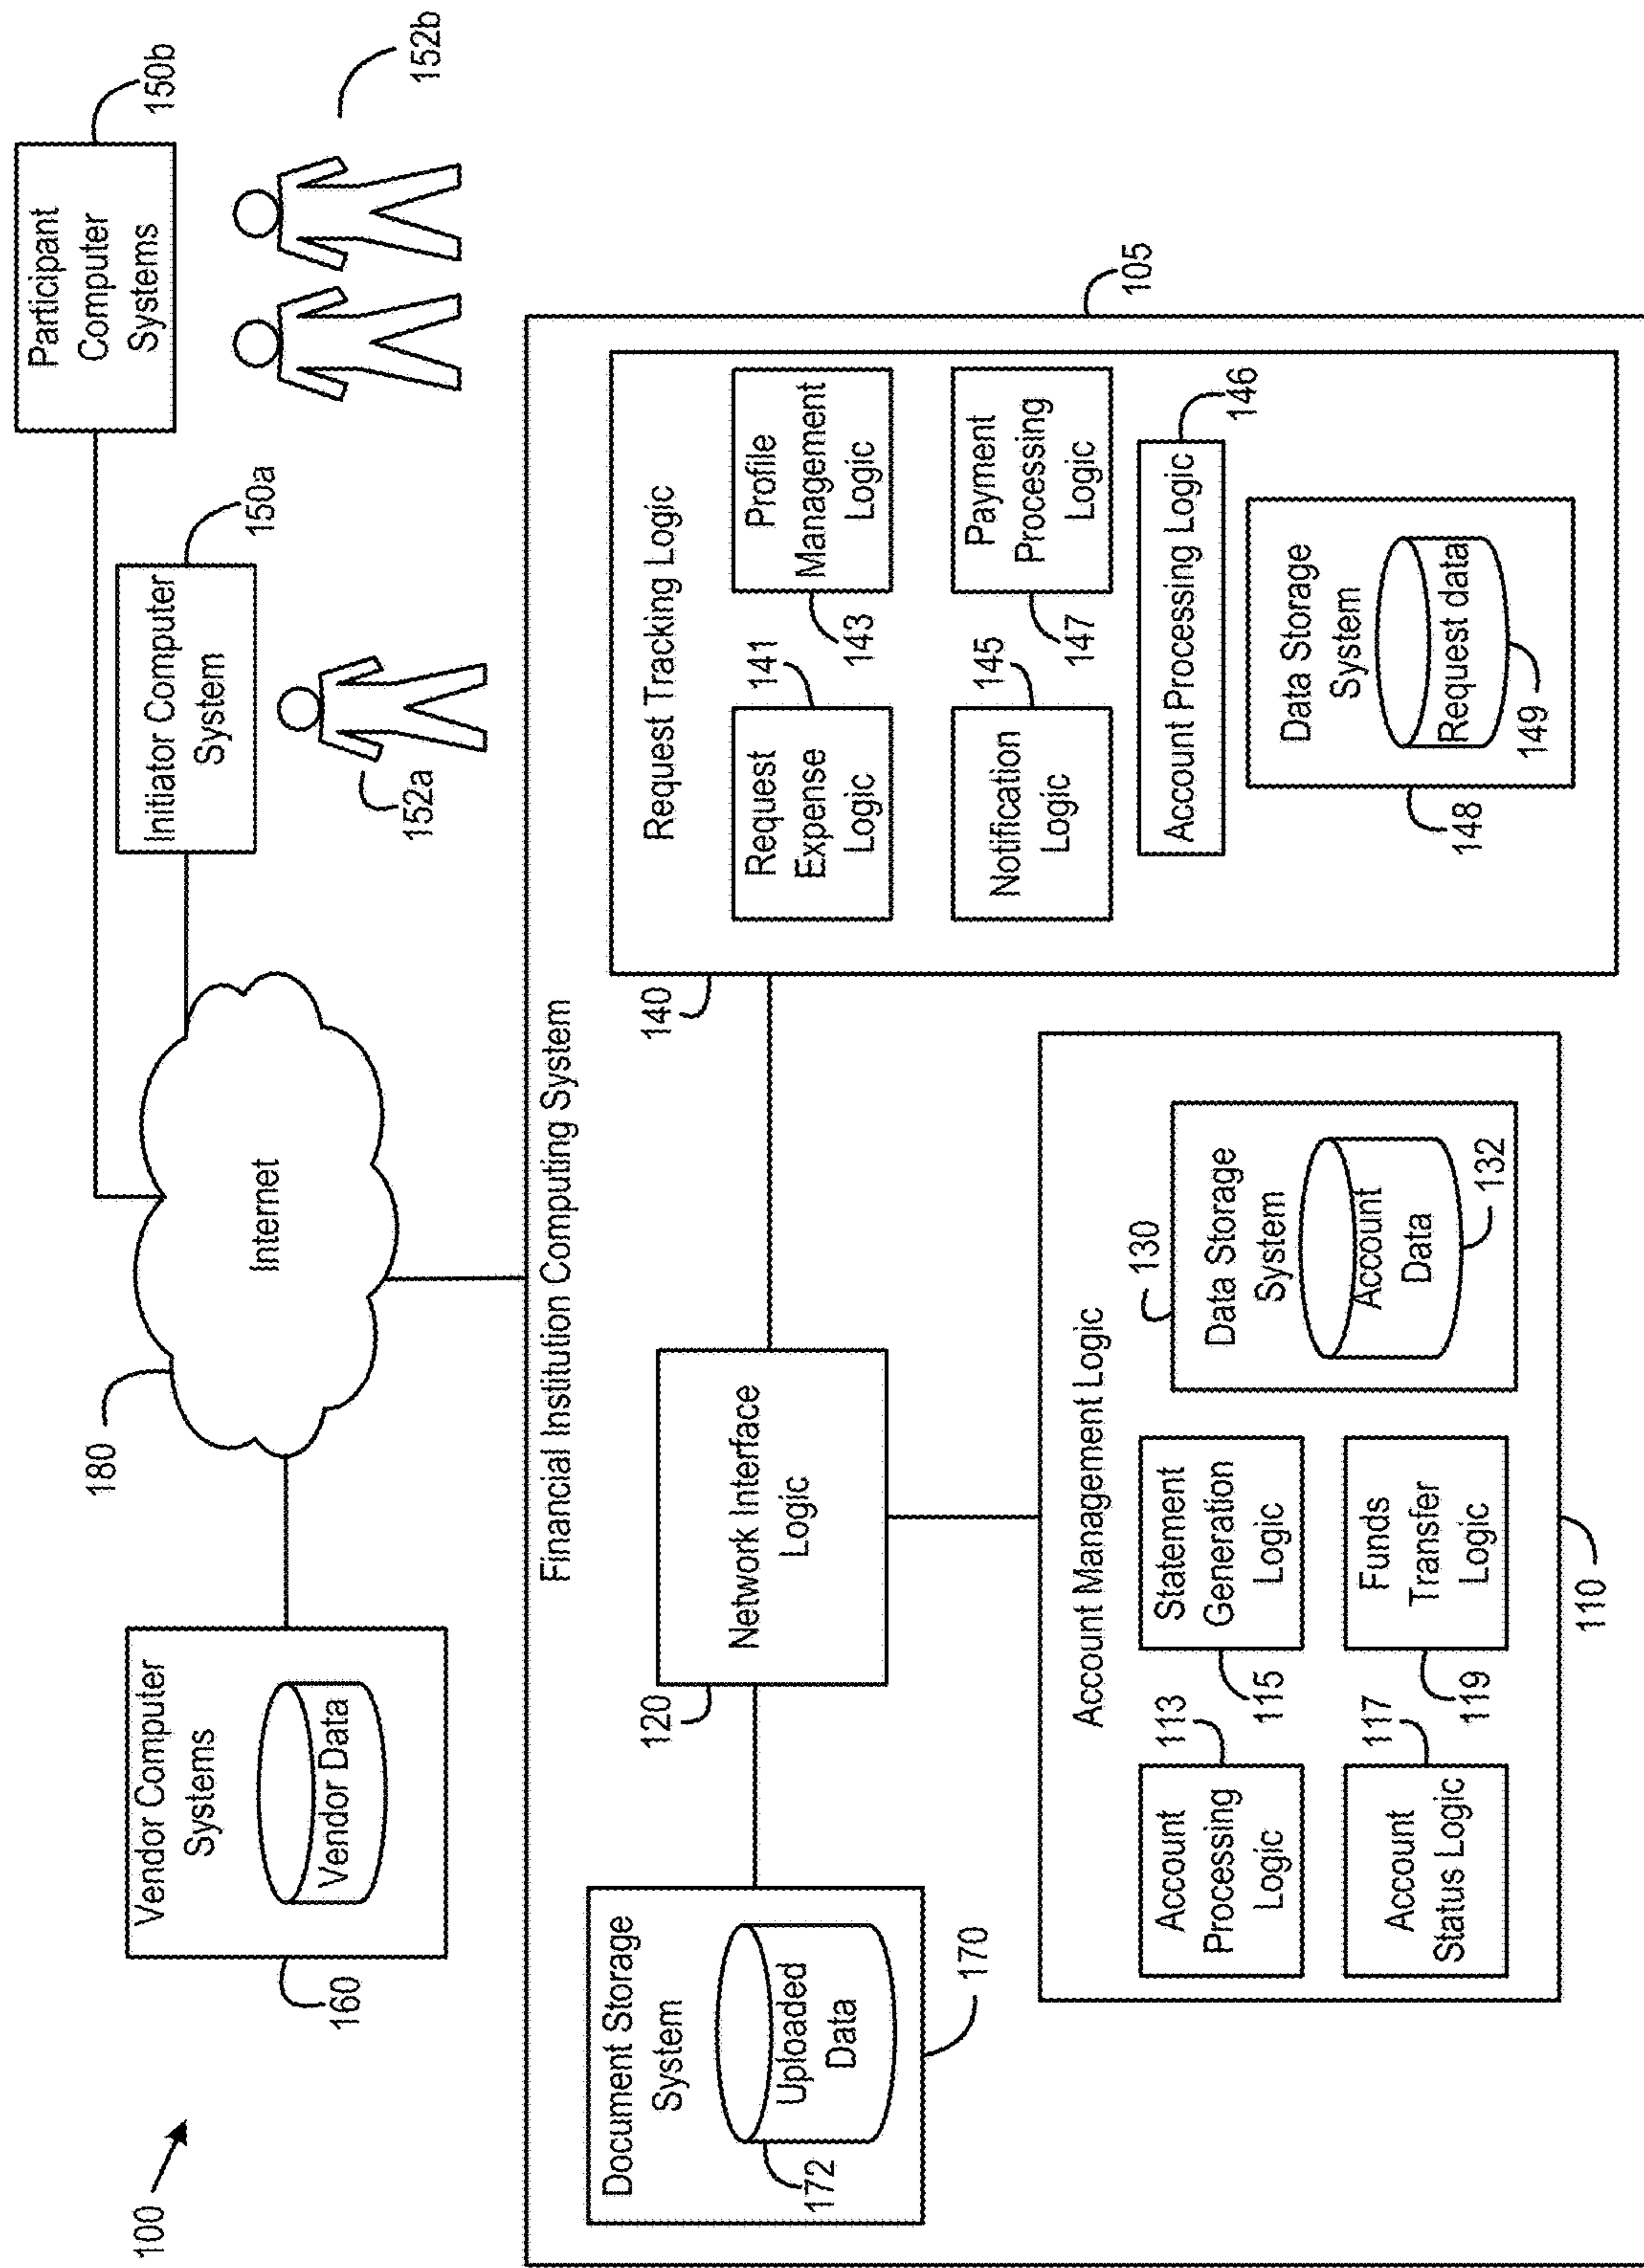 100
160
Vendor Computer
Systems
Vendor Data
180
Internet
Initiator Computer
System
150a
152a
Participant
Computer
Systems
150b
152b
Financial Institution Computing System
105
Document Storage
System
Uploaded
Data
172
170
120
Network Interface
Logic
140
Request Tracking Logic
Request
Expense
Logic
141
Profile
Management
Logic
143
Notification
Logic
145
Payment
Processing
Logic
147
Account Processing Logic
146
Data Storage
System
Request data
148
149
Account Management Logic
Account
Processing
Logic
113
Statement
Generation
Logic
115
Account
Status Logic
117
Funds
Transfer
Logic
119
130
Data Storage
System
Account
Data
132
110